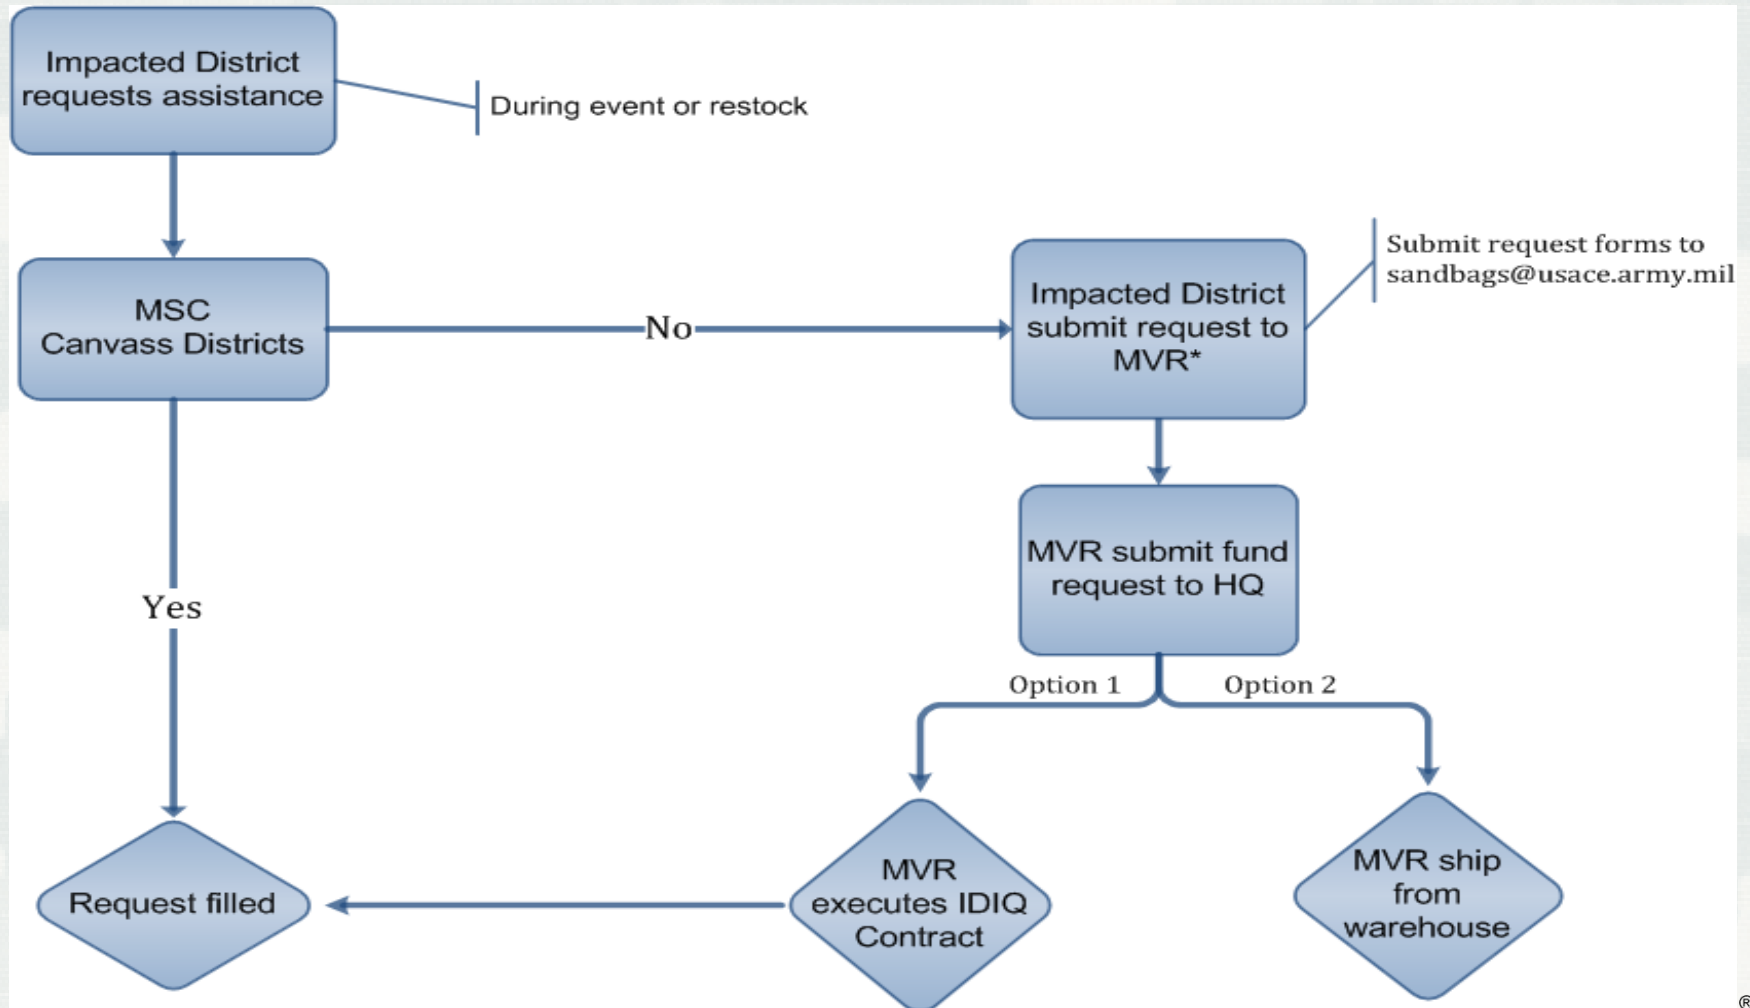 Impacted District
requests assistance
During event or restock
MSC
Canvass Districts
No
Impacted District
submit request to
MVR*
Submit request forms to
sandbags@usace.army.mil
MVR submit fund
request to HQ
Yes
Option 1
Option 2
Request filled
MVR
executes IDIQ
Contract
MVR ship
from
warehouse
®